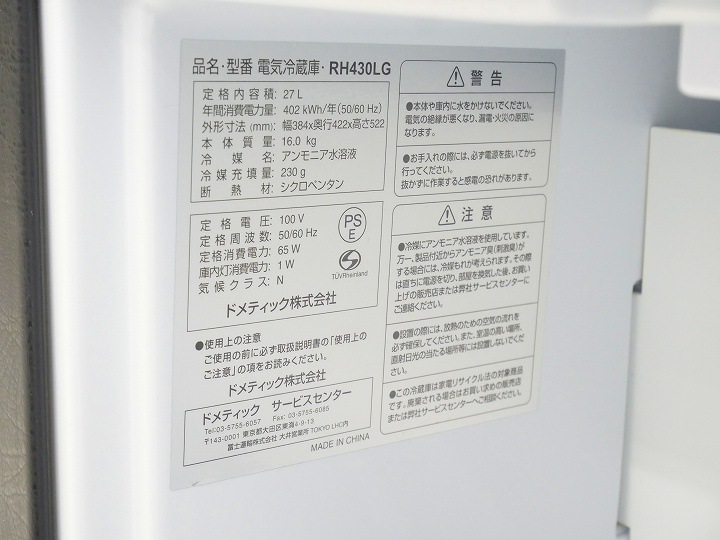 品名・型番 電気冷蔵庫・RH430LG
定格内容積: 27 L
年間消費電力量: 402 kWh/年(50/60 Hz)
外形寸法 (mm): 幅384x奥行422x高さ522
本体質量: 16.0 kg
冷媒名: アンモニア水溶液
冷媒充填量: 230 g
断熱材: シクロペンタン
定格電圧: 100 V
定格周波数: 50/60 Hz
定格消費電力: 65 W
庫内灯消費電力: 1 W
気候クラス: N
PS
E
TÜVRheinland
ドメティック株式会社
●使用上の注意
ご使用の前に必ず取扱説明書の「使用上の
ご注意」の項をお読みください。
ドメティック株式会社
ドメティック サービスセンター
Tel:03-5755-6057 Fax: 03-5755-6085
〒143-0001 東京都大田区東海4-9-13
富士運輸株式会社 大井営業所 TOKYO LHC内
MADE IN CHINA
警告
●本体や庫内に水をかけないでください。
電気の絶縁が悪くなり、漏電・火災の原因に
なります。
●お手入れの際には、必ず電源を抜いてから
行ってください。
抜かずに作業すると感電の恐れがあります。
注意
●冷媒にアンモニア水溶液を使用しています。
万一、製品付近からアンモニア臭(刺激臭)が
する場合には、冷媒もれが考えられます。その際
は直ちに電源を切り、部屋を換気した後、お買い
上げの販売店または弊社サービスセンターに
ご連絡ください。
●設置の際には、放熱のための空気の流れを
必ず確保してください。また、室温の高い場所、
直射日光の当たる場所等には設置しないでくだ
さい。
●この冷蔵庫は家電リサイクル法の対象商品
です。廃棄される場合はお買い求めの販売店
または弊社サービスセンターへご相談ください。